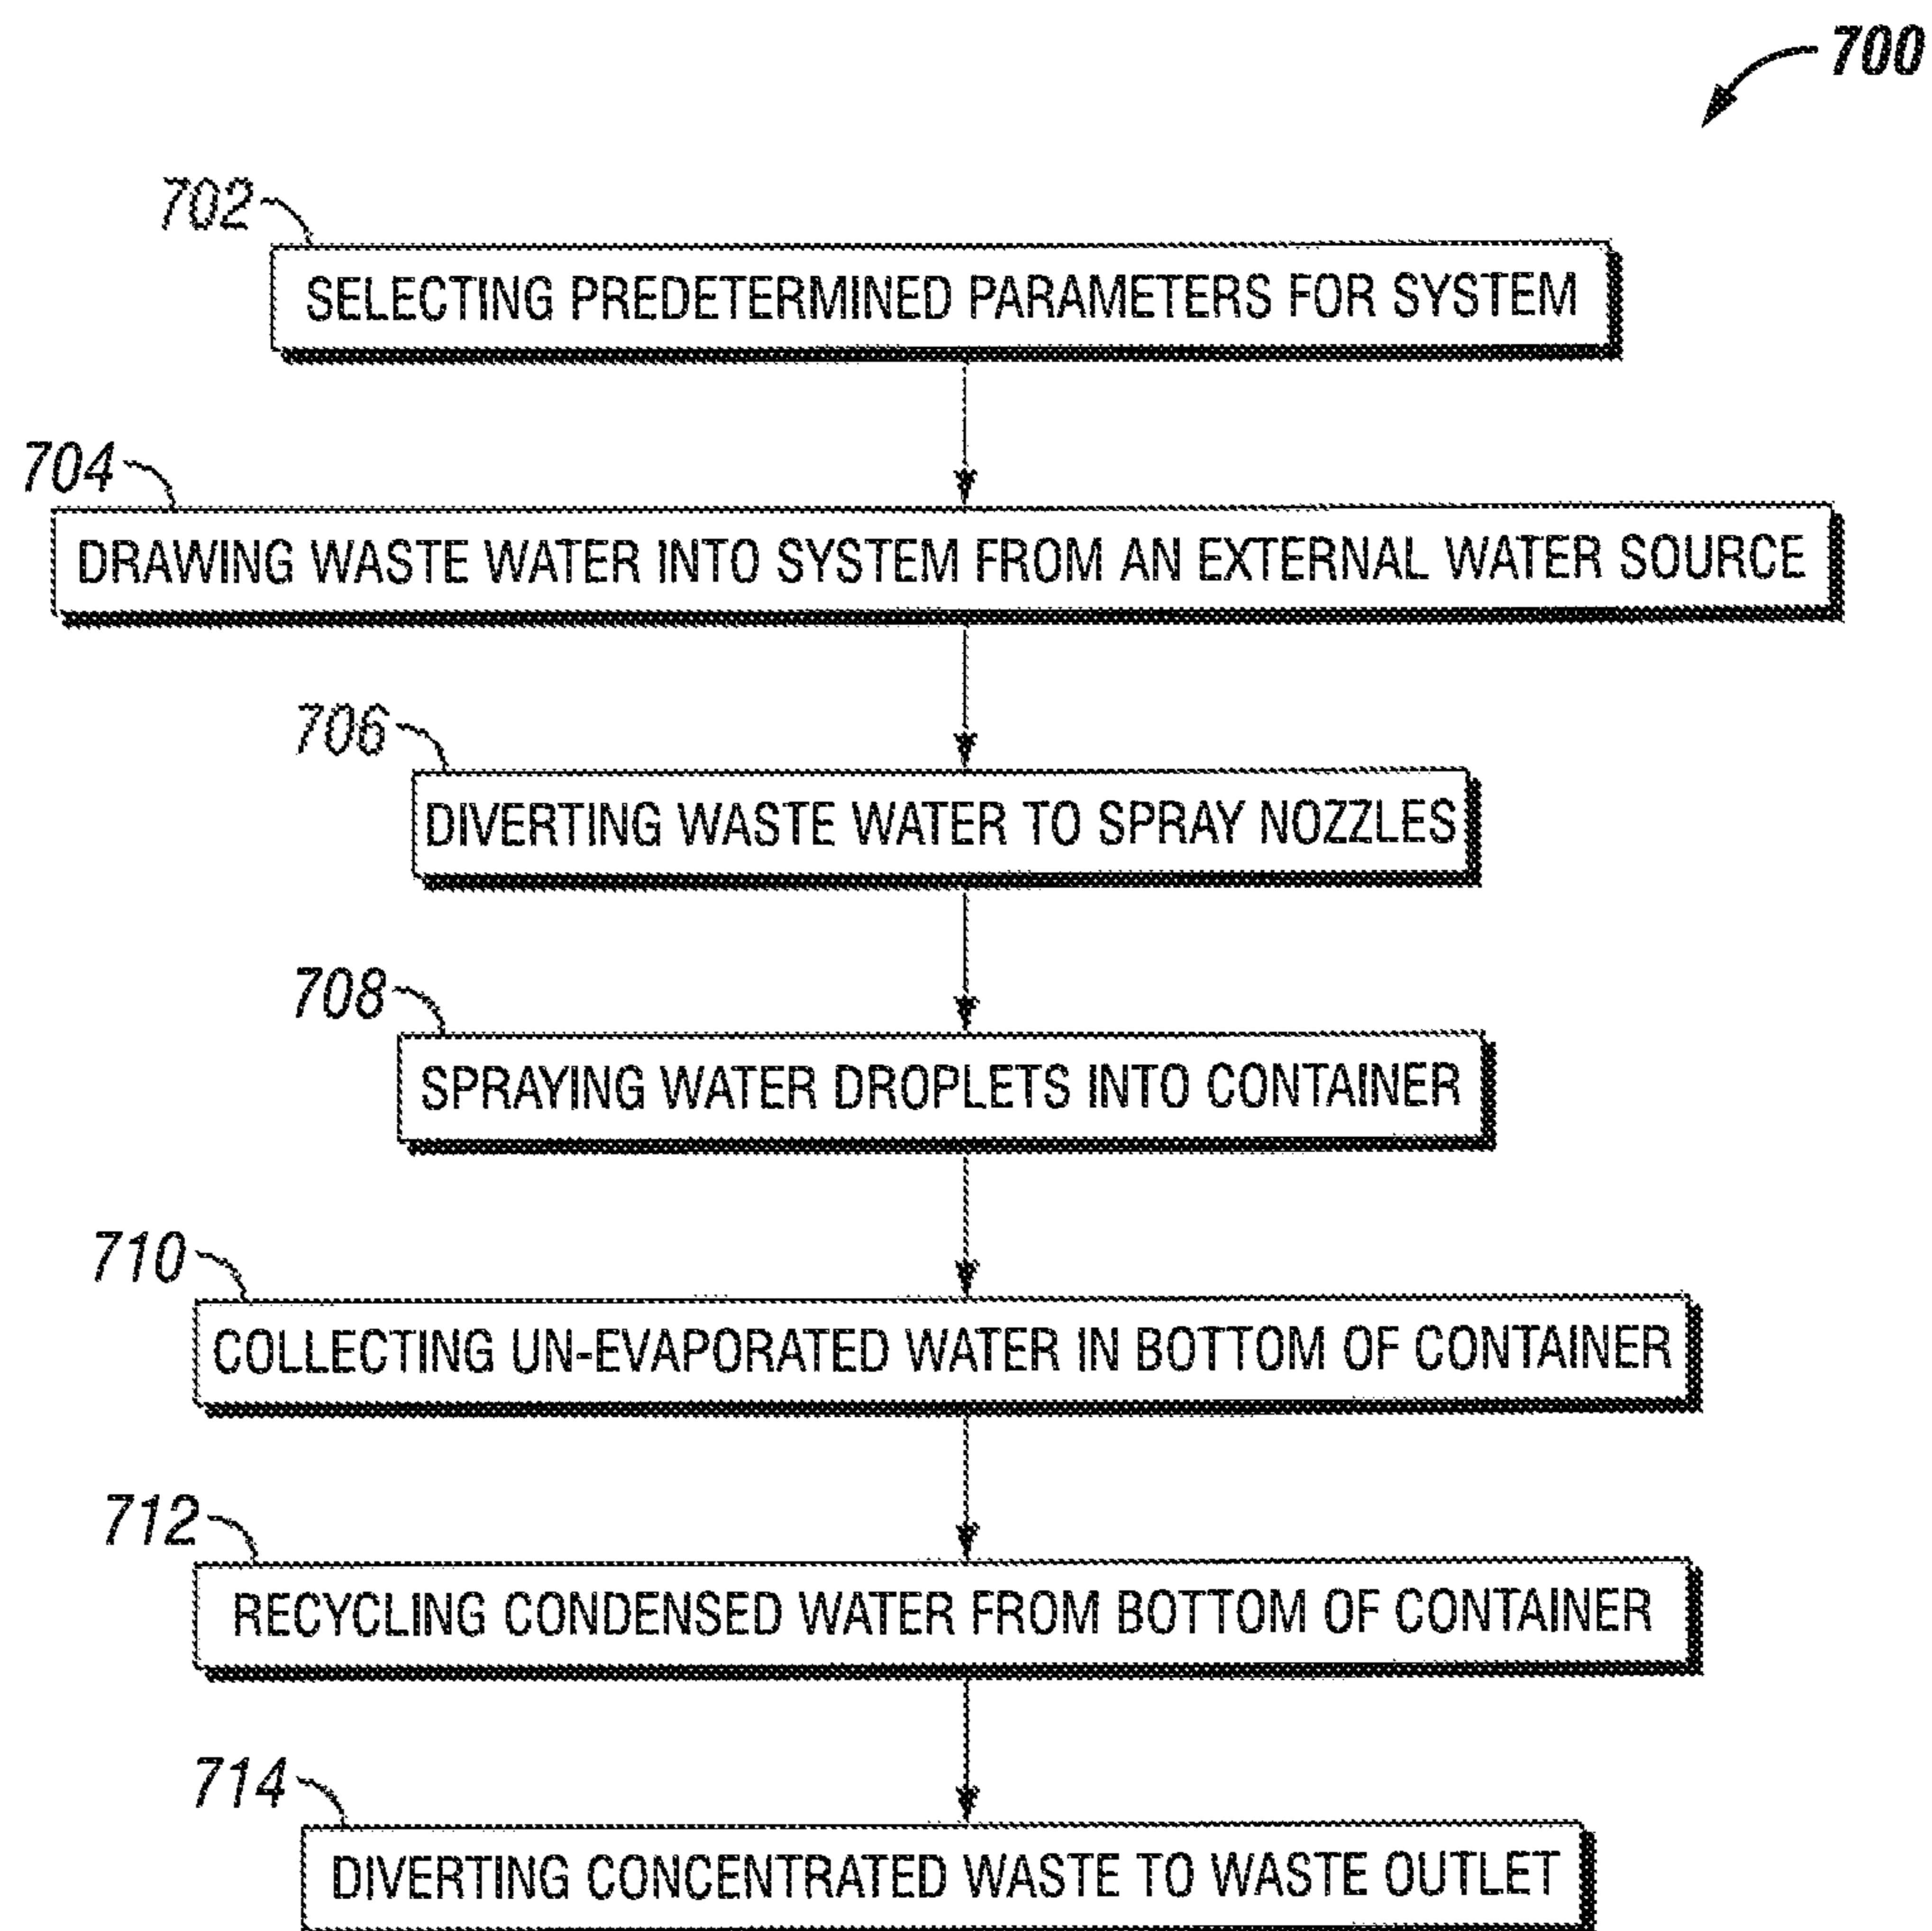 700
702
SELECTING PREDETERMINED PARAMETERS FOR SYSTEM
704
DRAWING WASTE WATER INTO SYSTEM FROM AN EXTERNAL WATER SOURCE
706
DIVERTING WASTE WATER TO SPRAY NOZZLES
708
SPRAYING WATER DROPLETS INTO CONTAINER
710
COLLECTING UN-EVAPORATED WATER IN BOTTOM OF CONTAINER
712
RECYCLING CONDENSED WATER FROM BOTTOM OF CONTAINER
714
DIVERTING CONCENTRATED WASTE TO WASTE OUTLET